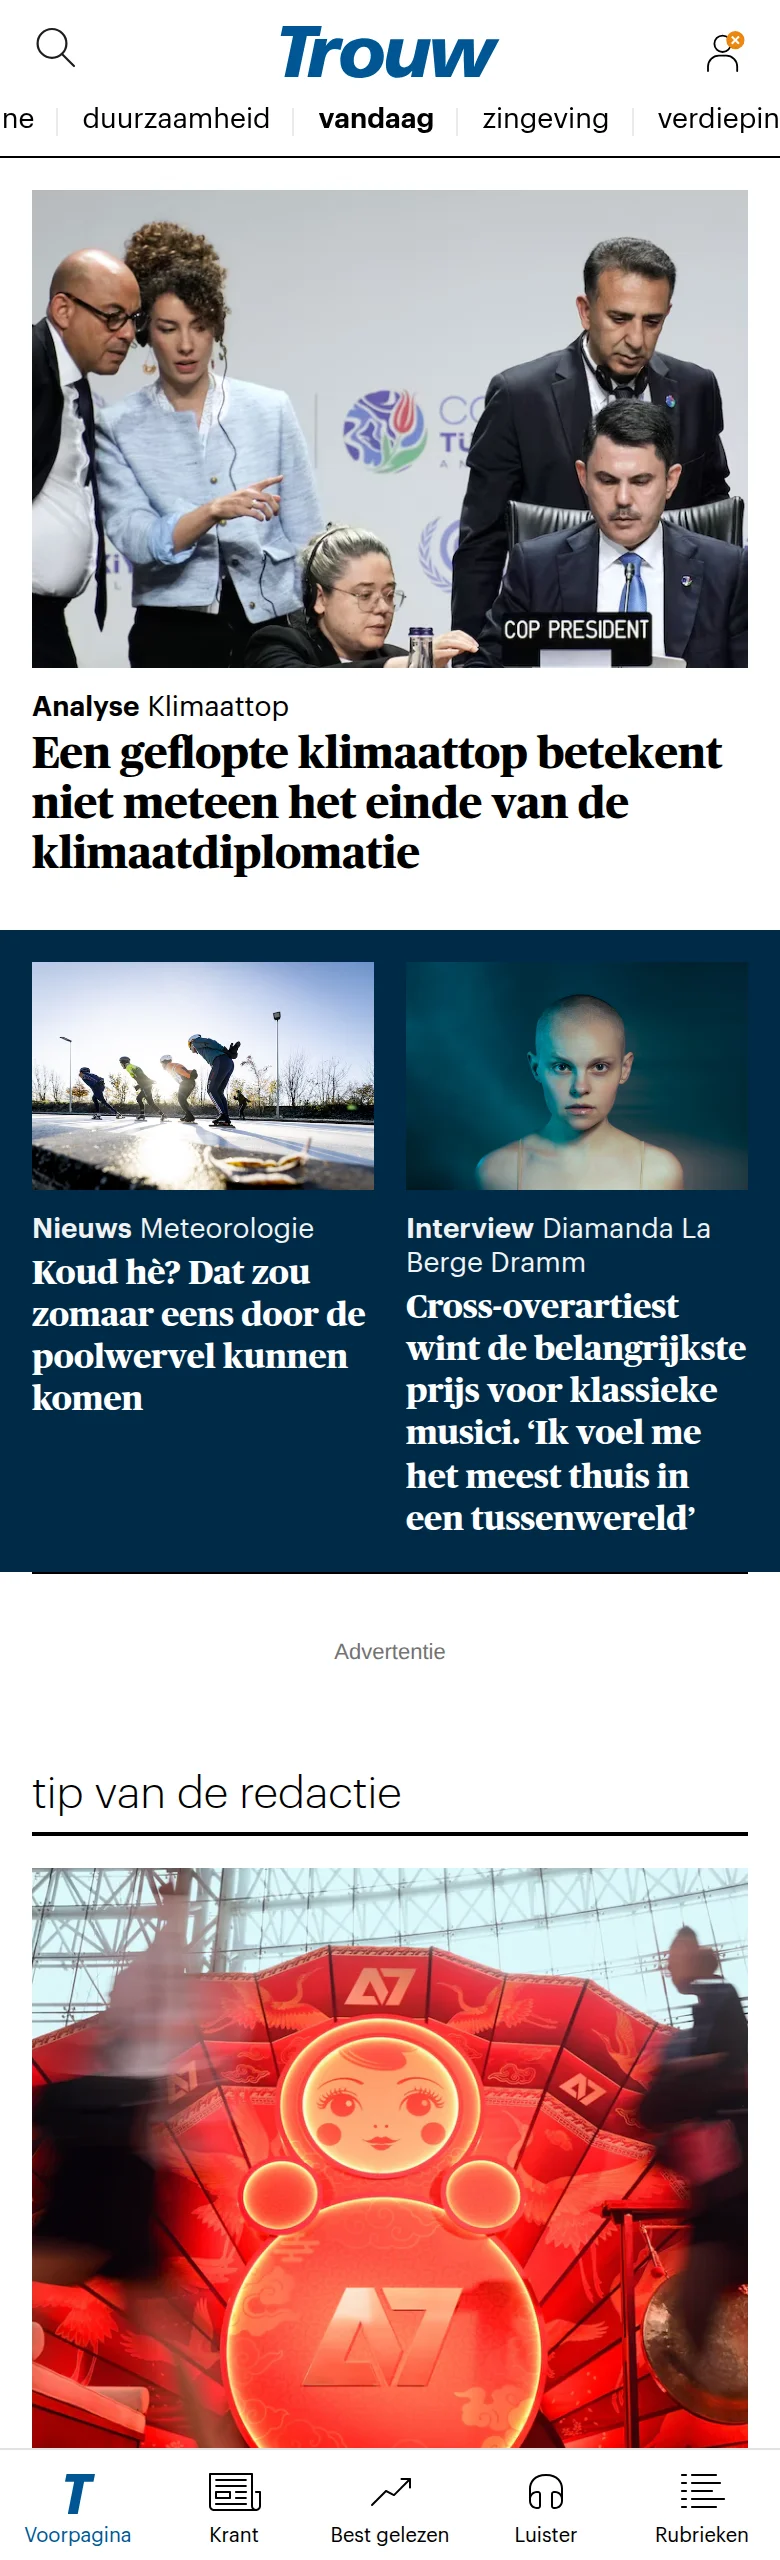 Trouw
duurzaamheid
vandaag
zingeving
COP PRESIDENT
Analyse Klimaattop
Een geflopte klimaattop betekent
niet meteen het einde van de
klimaatdiplomatie
Nieuws Meteorologie
Koud hè? Dat zou
zomaar eens door de
poolwervel kunnen
komen
Interview Diamanda La
Berge Dramm
Cross-overartiest
wint de belangrijkste
prijs voor klassieke
musici. ‘Ik voel me
het meest thuis in
een tussenwereld’
Advertentie
tip van de redactie
A7
A7
A7
T
Voorpagina
Krant
Best gelezen
Luister
Rubrieken